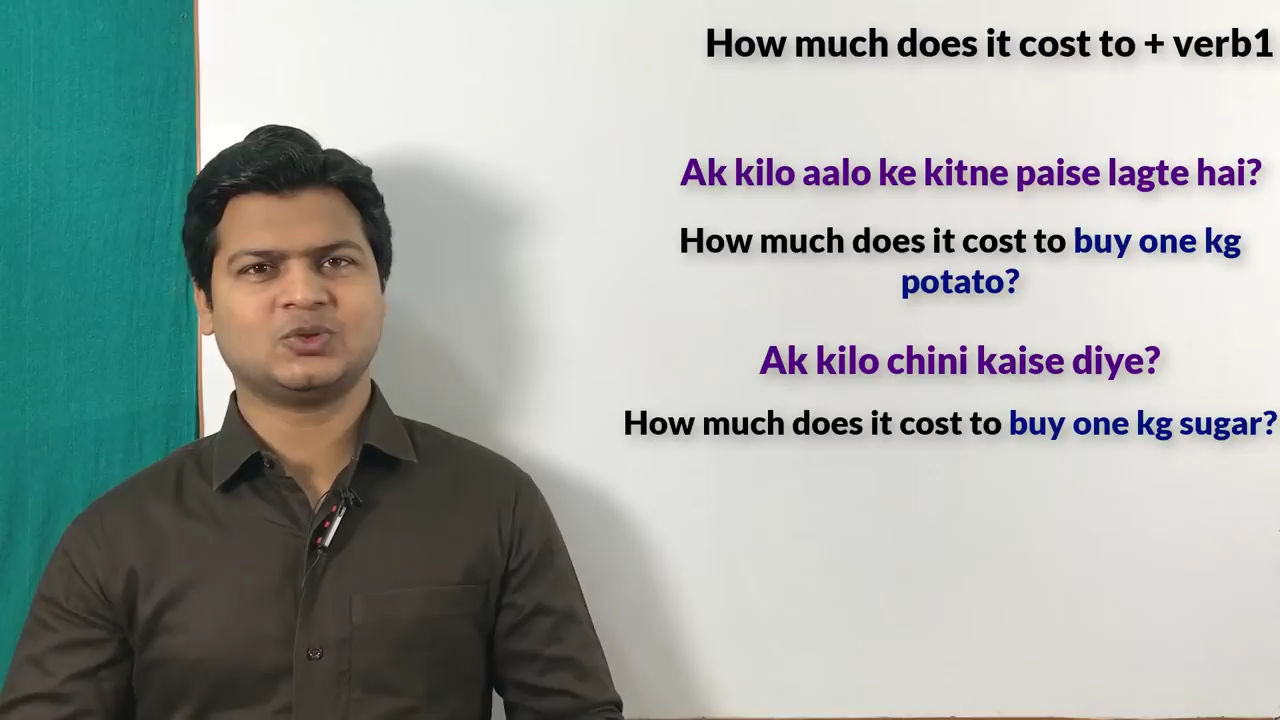 How much does it cost to + verb1
Ak kilo aalo ke kitne paise lagte hai?
How much does it cost to buy one kg
potato?
Ak kilo chini kaise diye?
How much does it cost to buy one kg sugar?